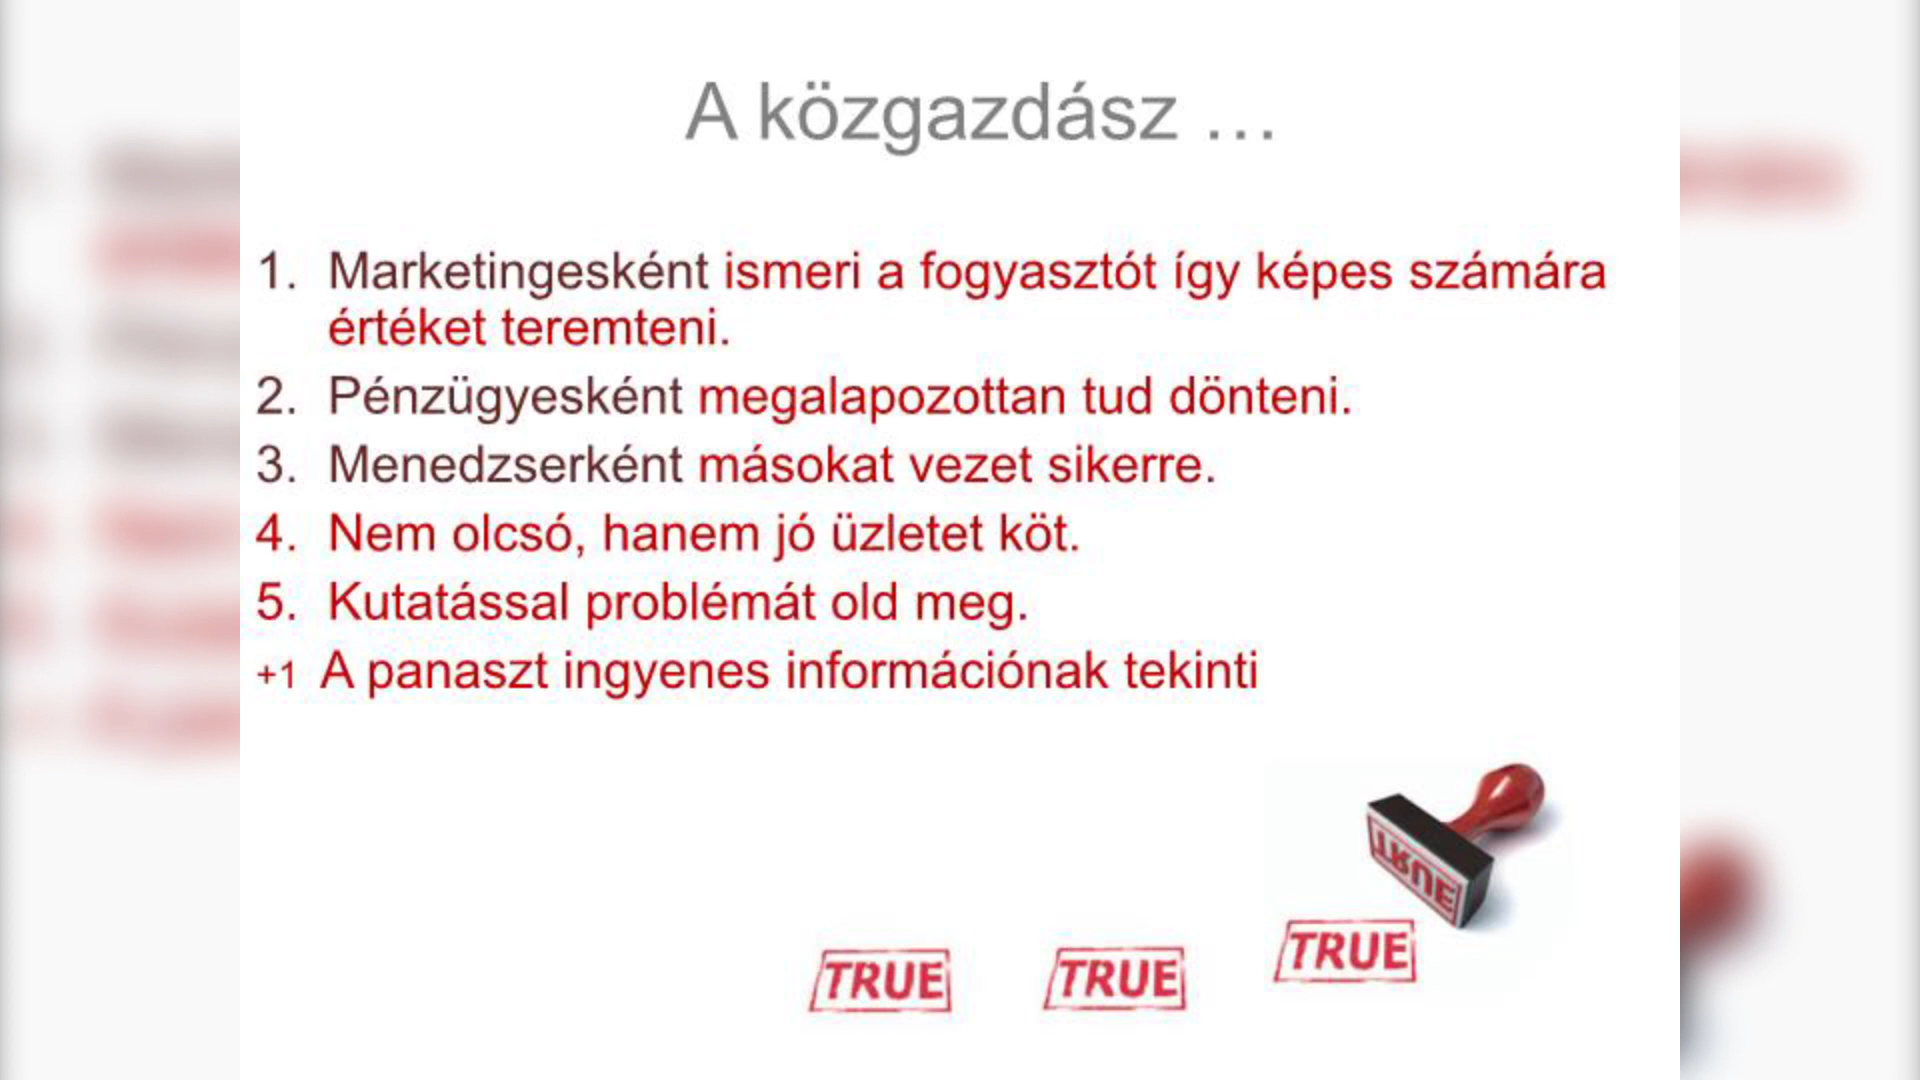 A közgazdász …
1. Marketingesként ismeri a fogyasztót így képes számára
értéket teremteni.
2. Pénzügyesként megalapozottan tud dönteni.
3. Menedzserként másokat vezet sikerre.
4. Nem olcsó, hanem jó üzletet köt.
5. Kutatással problémát old meg.
+1 A panaszt ingyenes információnak tekinti
TRUE
TRUE
TRUE
TRUE